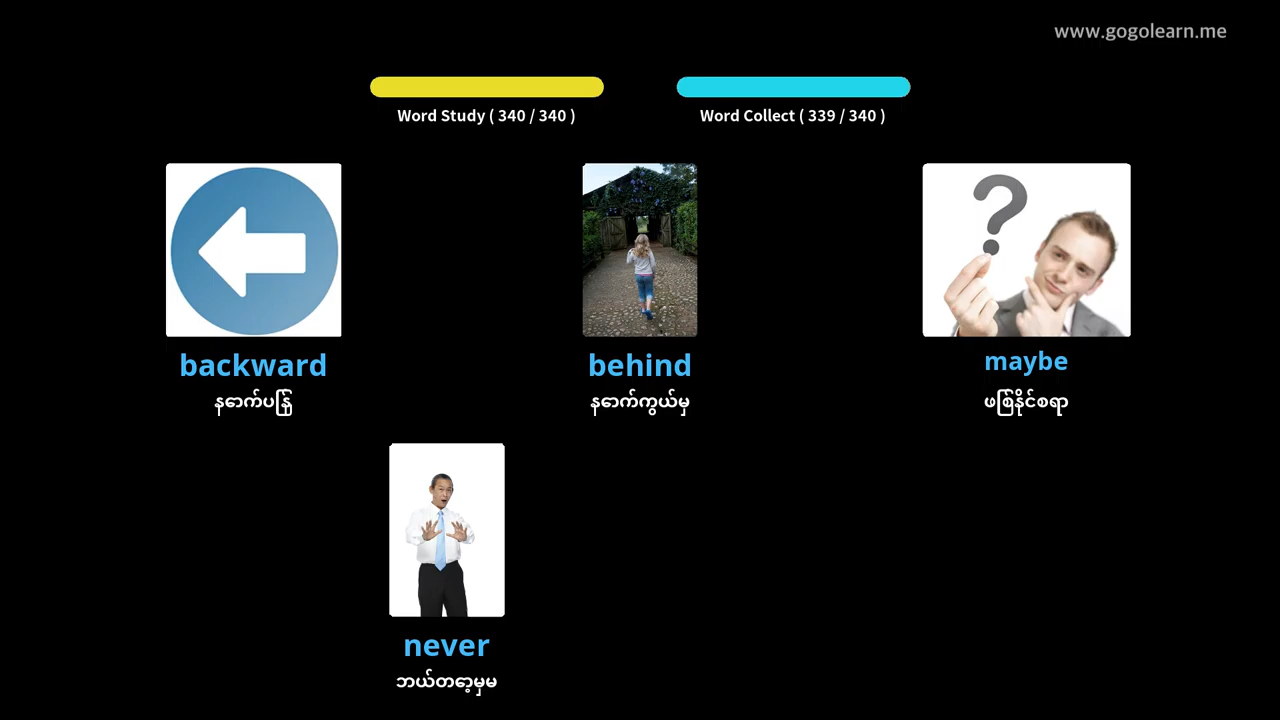 www.gogolearn.me
Word Study ( 340 / 340 )
Word Collect ( 339 / 340 )
backward
နောက်ပြန်
behind
နောက်ကွယ်မှ
maybe
ဖြစ်နိုင်စရာ
never
ဘယ်တော့မှမ